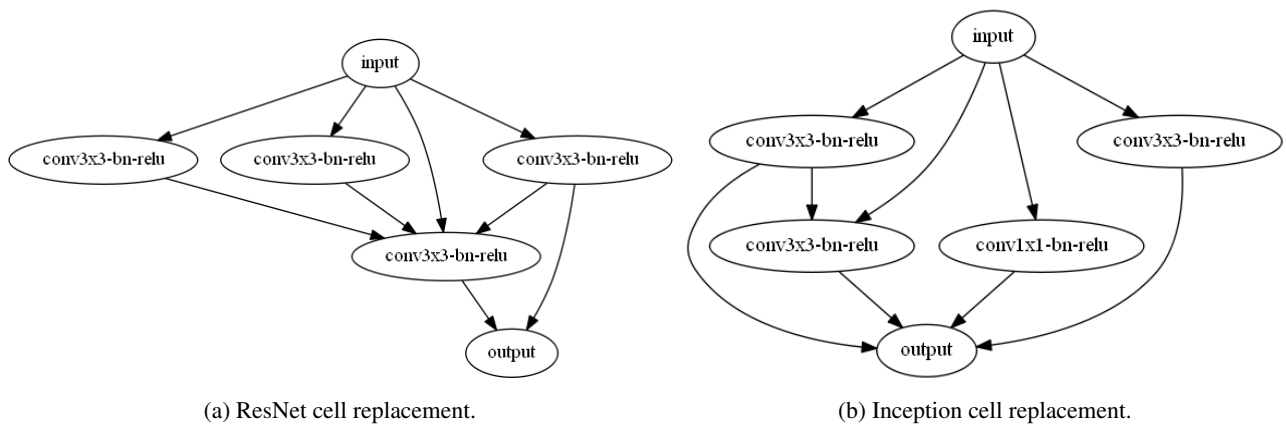 input
conv3x3-bn-relu
conv3x3-bn-relu
conv3x3-bn-relu
conv3x3-bn-relu
output
(a) ResNet cell replacement.
input
conv3x3-bn-relu
conv3x3-bn-relu
conv3x3-bn-relu
conv1x1-bn-relu
output
(b) Inception cell replacement.